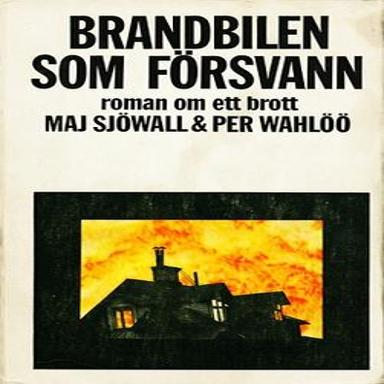 BRANDBILEN
SOM FÖRSVANN
roman om ett brott
MAJ SJÖWALL & PER WAHLÖÖ